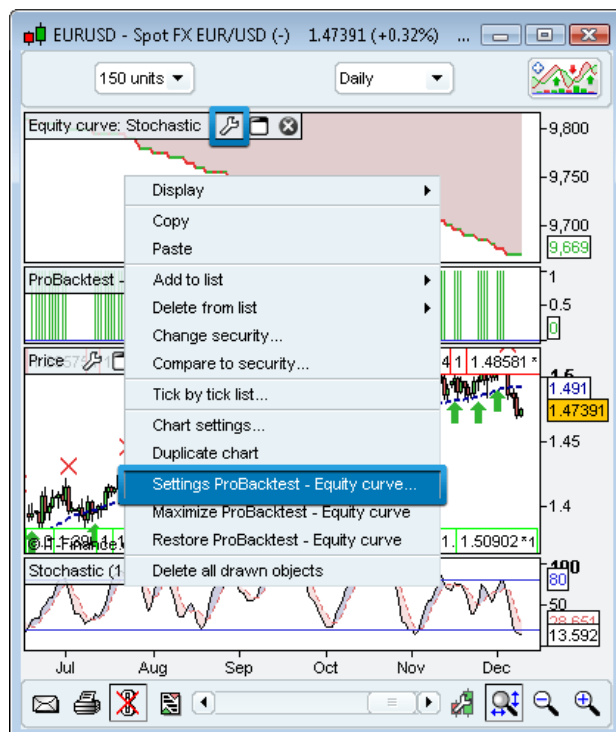 EURUSD - Spot FX EUR/USD (-) 1.47391 (+0.32%) ...
150 units Daily
Equity curve: Stochastic
9,800
9,750
9,700
9,669
Display
Copy
Paste
Add to list
Delete from list
Change security...
Compare to security...
Tick by tick list...
Chart settings...
Duplicate chart
Settings ProBacktest - Equity curve...
Maximize ProBacktest - Equity curve
Restore ProBacktest - Equity curve
Delete all drawn objects
ProBacktest -
1
0.5
0
Price
1.48581 *
1.491
1.47391
1.45
1.4
1.50902*1
© IT-Finance
Stochastic (1
100
80
50
13.592
Jul Aug Sep Oct Nov Dec